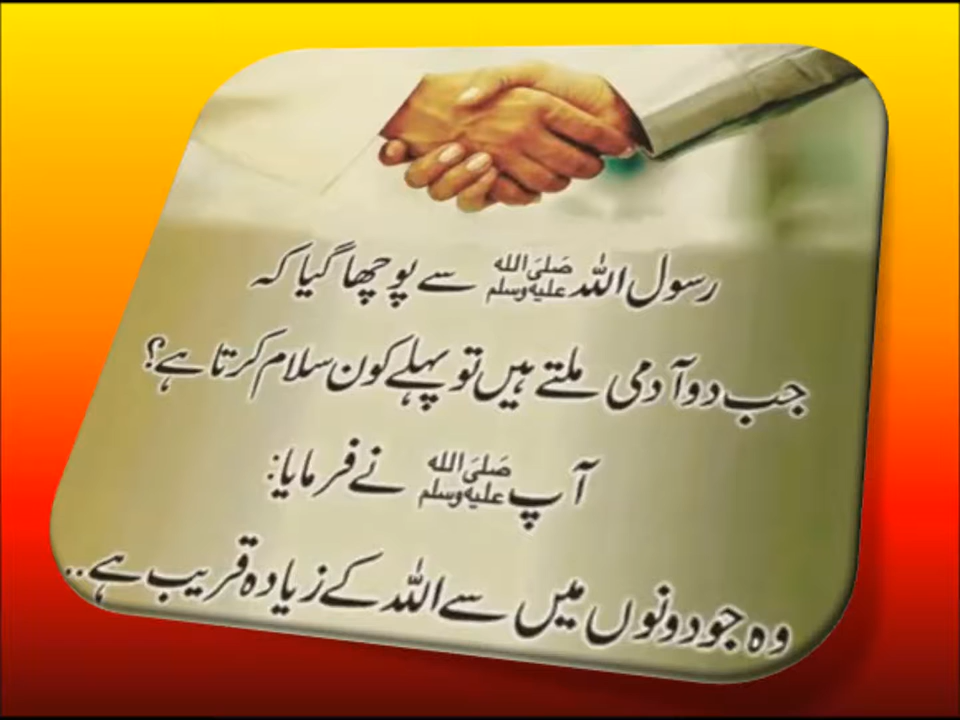 رسول اللہ صلی اللہ علیہ وسلم سے پوچھا گیا کہ
جب دو آدمی ملتے ہیں تو پہلے کون سلام کرتا ہے؟
آپ صلی اللہ علیہ وسلم نے فرمایا:
وہ جو دونوں میں سے اللہ کے زیادہ قریب ہے..